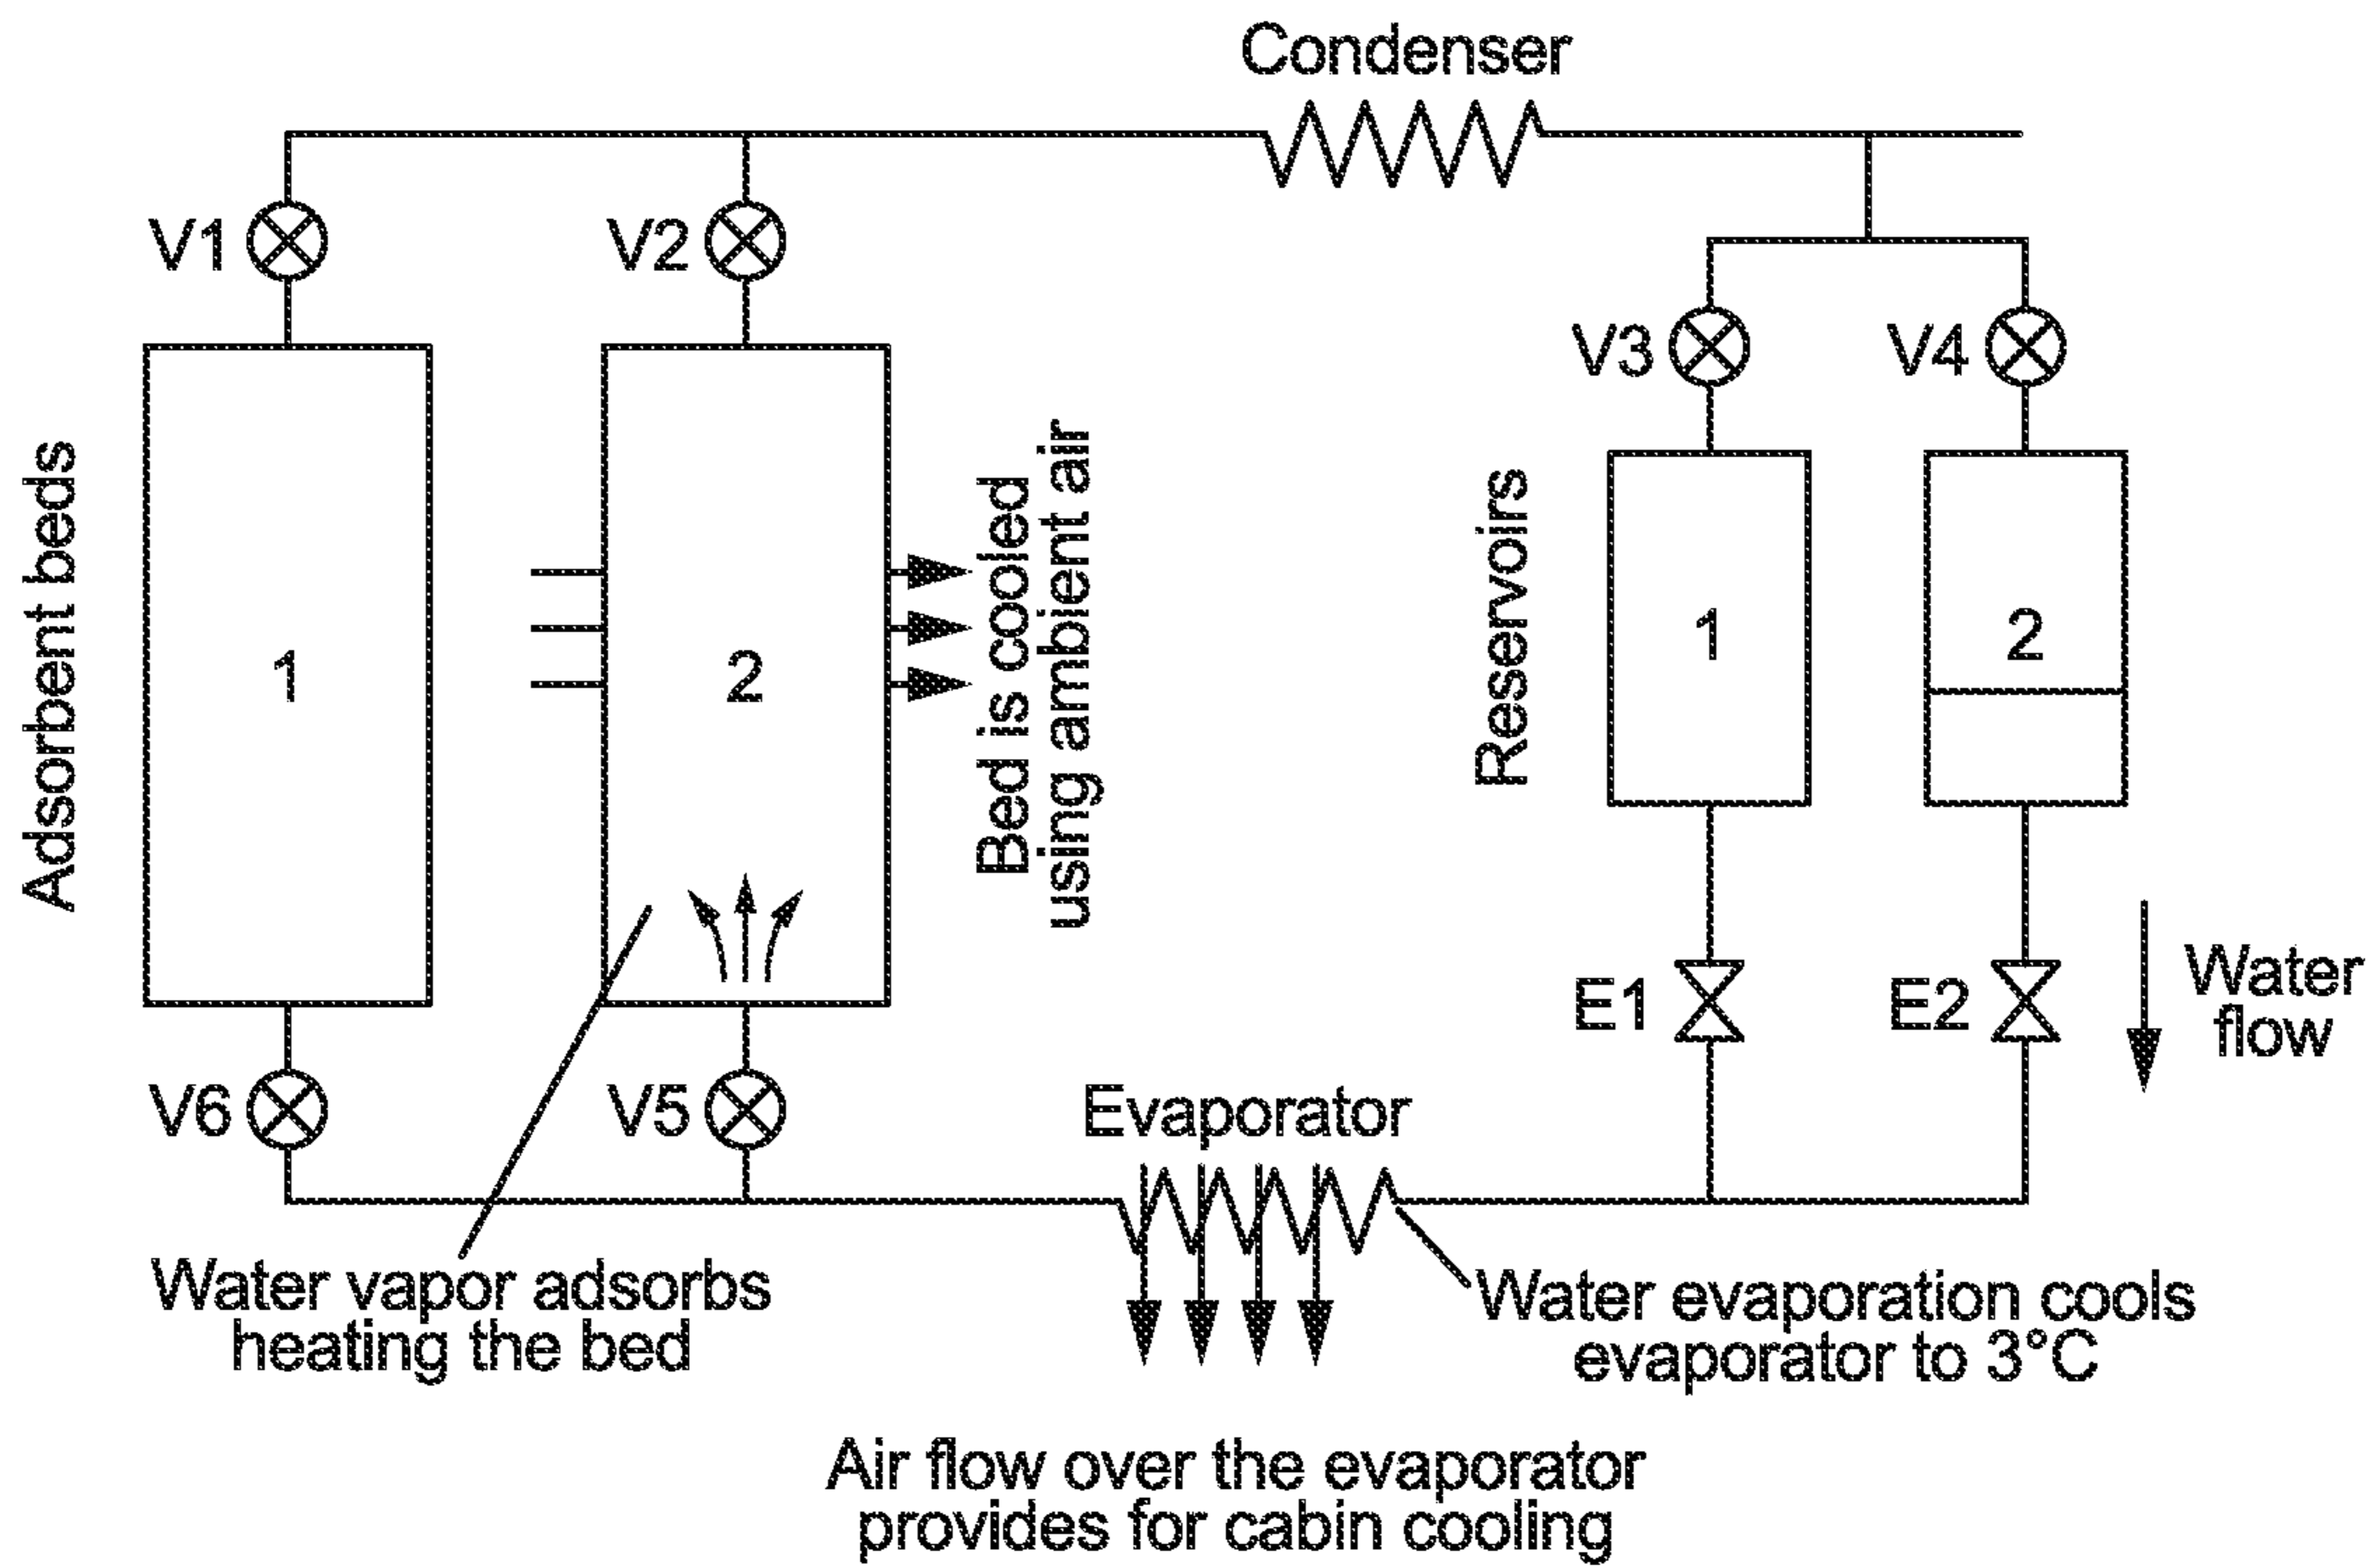 Condenser
V1
V2
V3
V4
Adsorbent beds
1
2
Bed is cooled
using ambient air
Reservoirs
1
2
E1
E2
Water
flow
V6
V5
Evaporator
Water vapor adsorbs
heating the bed
Water evaporation cools
evaporator to 3°C
Air flow over the evaporator
provides for cabin cooling